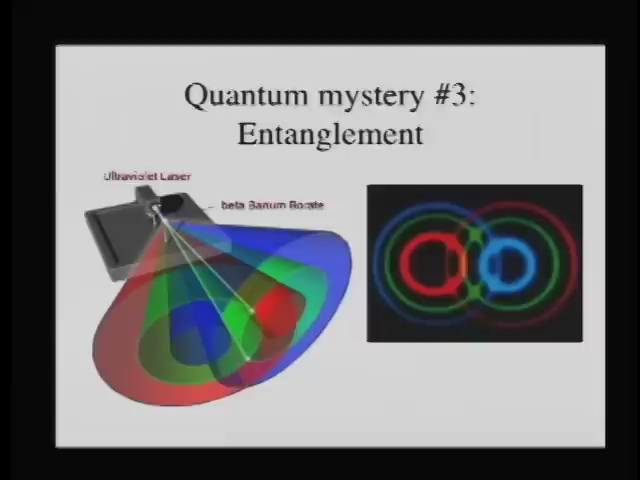 Quantum mystery #3:
Entanglement
Ultraviolet Laser
beta Barium Borate